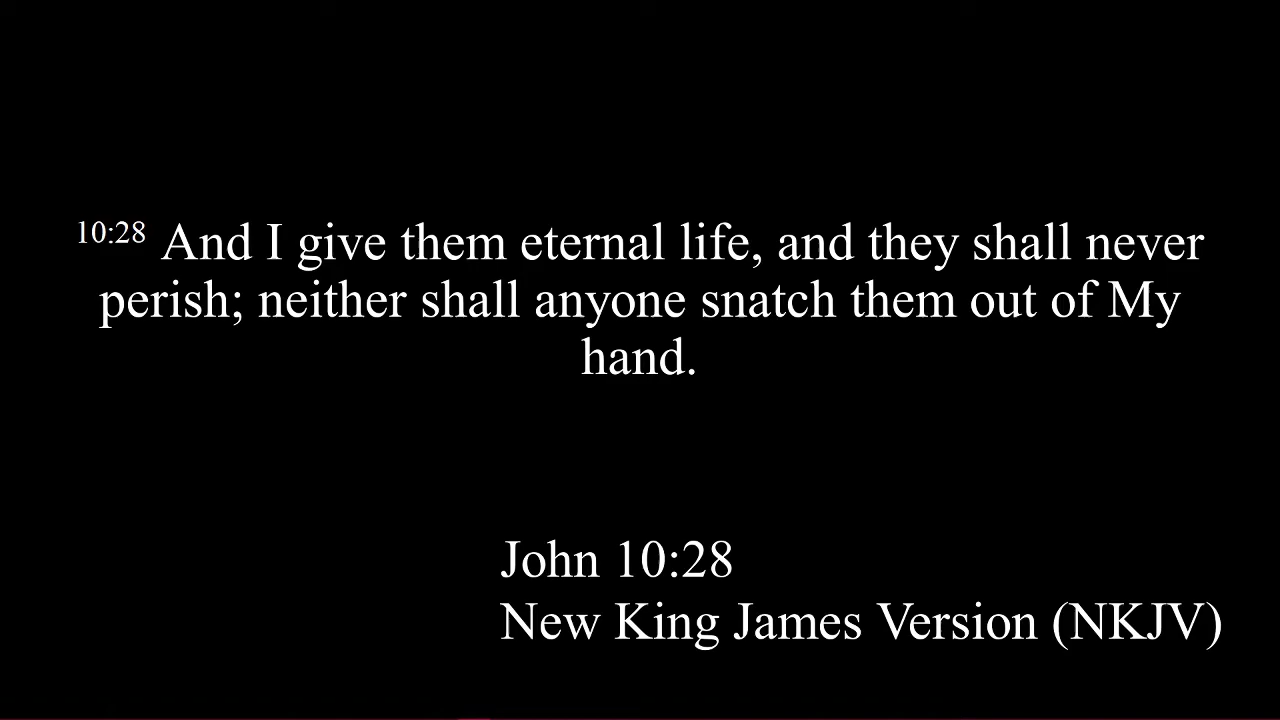 10:28 And I give them eternal life, and they shall never
perish; neither shall anyone snatch them out of My
hand.
John 10:28
New King James Version (NKJV)